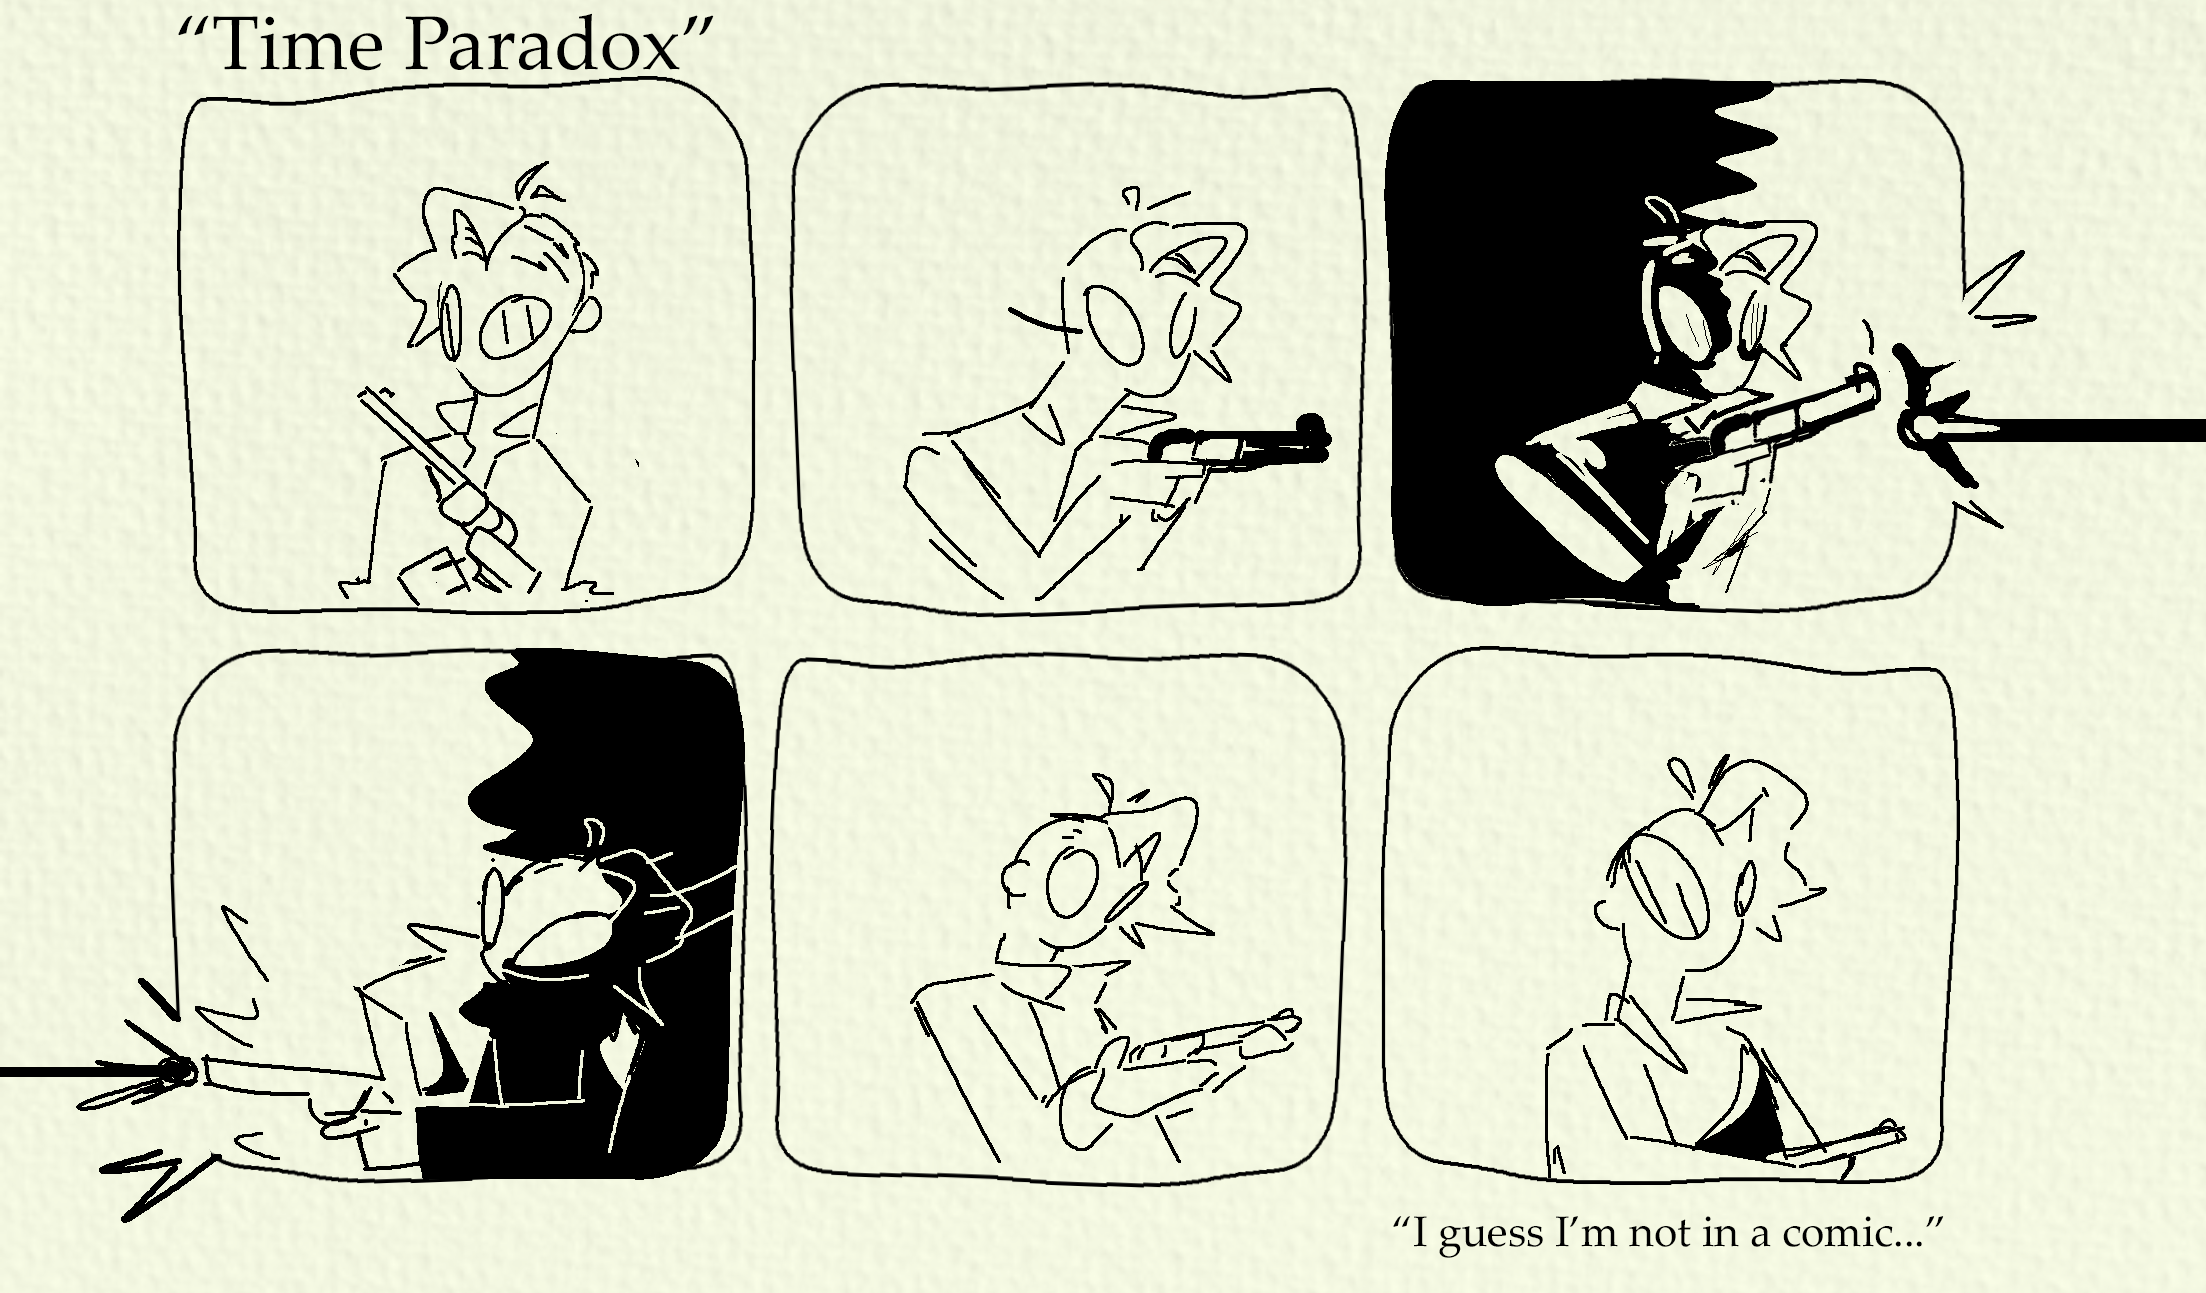 “Time Paradox”
“I guess I’m not in a comic...”